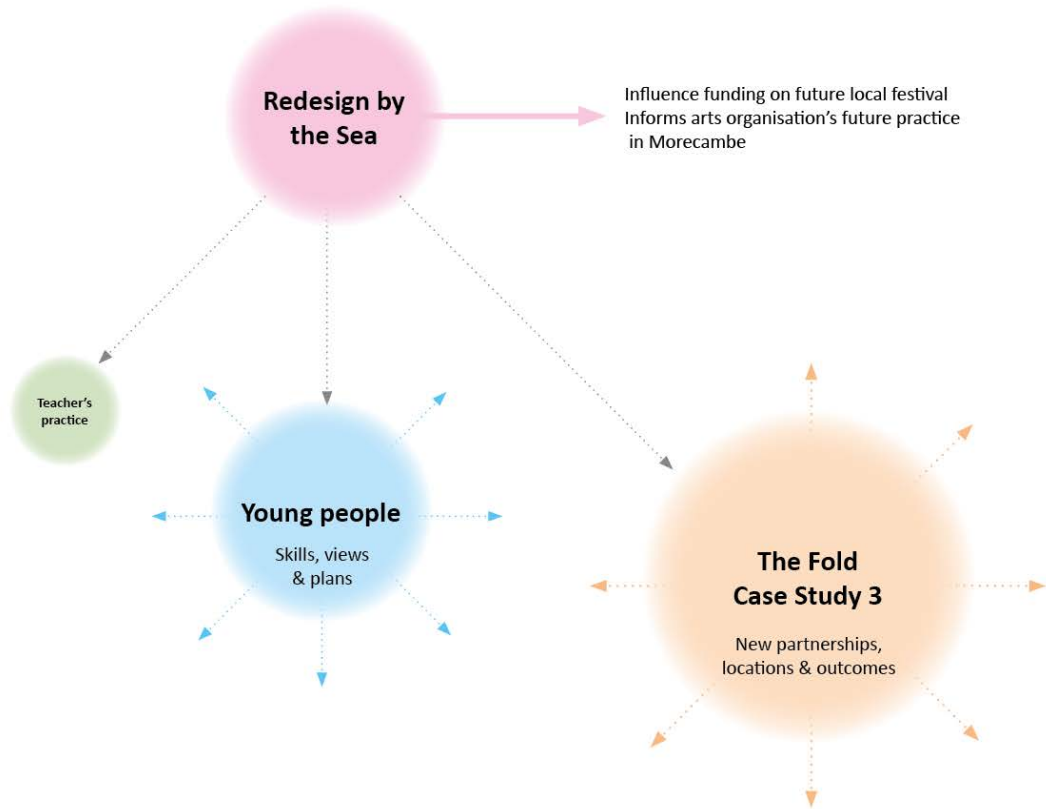 Redesign by
the Sea
Influence funding on future local festival
Informs arts organisation's future practice
in Morecambe
Teacher's
practice
Young people
Skills, views
& plans
The Fold
Case Study 3
New partnerships,
locations & outcomes